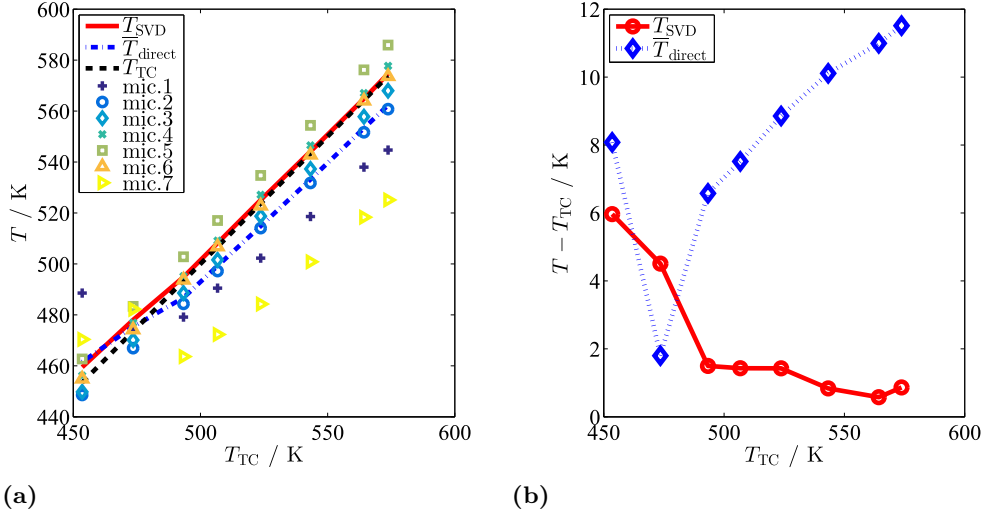 600
580
560
540
520
500
480
460
440
T / K
T_SVD
T̅_direct
T_TC
mic.1
mic.2
mic.3
mic.4
mic.5
mic.6
mic.7
450 500 550 600
T_TC / K
(a)
12
10
8
6
4
2
0
T − T_TC / K
T_SVD
T̅_direct
450 500 550 600
T_TC / K
(b)